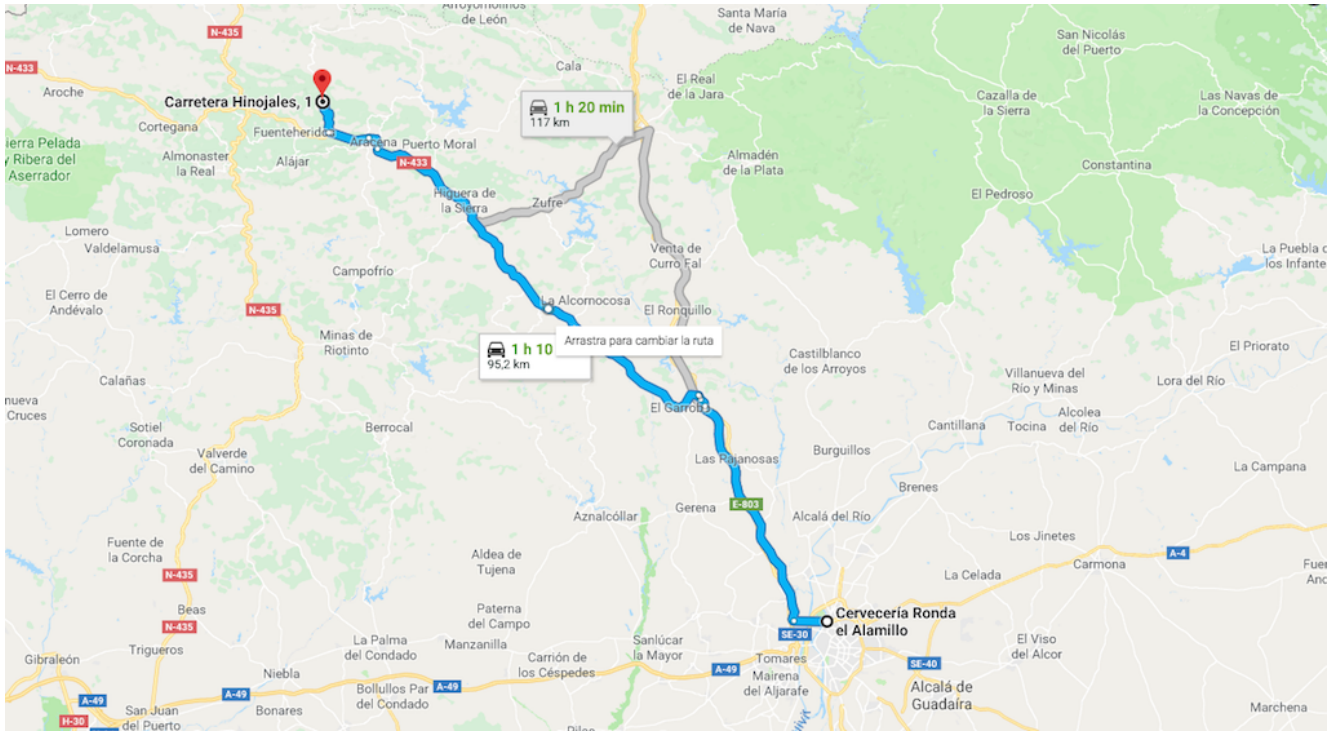 Arroyomolinos
de León
Santa María
de Nava
San Nicolás
del Puerto
N-435
N-433
Cala
El Real
de la Jara
Aroche
Carretera Hinojales, 1
1 h 20 min
117 km
Cazalla de
la Sierra
Las Navas de
la Concepción
Cortegana
Fuenteheridos
Aracena
Puerto Moral
ierra Pelada
y Ribera del
Aserrador
Almonaster
la Real
Alájar
N-433
Almadén
de la Plata
Constantina
Higuera de
la Sierra
Zufre
El Pedroso
Lomero
Valdelamusa
Venta de
Curro Fal
La Puebla d
los Infante
Campofrío
El Cerro de
Andévalo
N-435
La Alcornocosa
El Ronquillo
Minas de
Riotinto
1 h 10
95,2 km
Arrastra para cambiar la ruta
Castilblanco
de los Arroyos
El Priorato
Calañas
Villanueva del
Río y Minas
Lora del Río
nueva
Cruces
El Garrobo
Sotiel
Coronada
Berrocal
Cantillana
Tocina
Alcolea
del Río
Valverde
del Camino
Las Pajanosas
Burguillos
La Campana
Brenes
Gerena
E-803
Aznalcóllar
Alcalá del Río
Los Jinetes
Fuente de
la Corcha
Aldea de
Tujena
A-4
Carmona
N-435
La Celada
Beas
Paterna
del Campo
Cervecería Ronda
el Alamillo
N-435
Trigueros
La Palma
del Condado
Manzanilla
Sanlúcar
la Mayor
SE-30
El Viso
del Alcor
Gibraleón
Niebla
Carrión de
los Céspedes
A-49
Tomares
Mairena
del Aljarafe
SE-40
A-49
A-49
A-49
Bollullos Par
del Condado
Alcalá de
Guadaíra
H-30
San Juan
del Puerto
Bonares
Marchena